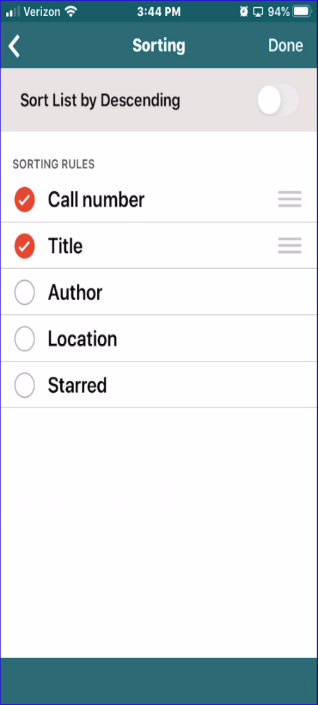 Verizon 3:44 PM 94%
Sorting Done
Sort List by Descending
SORTING RULES
Call number
Title
Author
Location
Starred